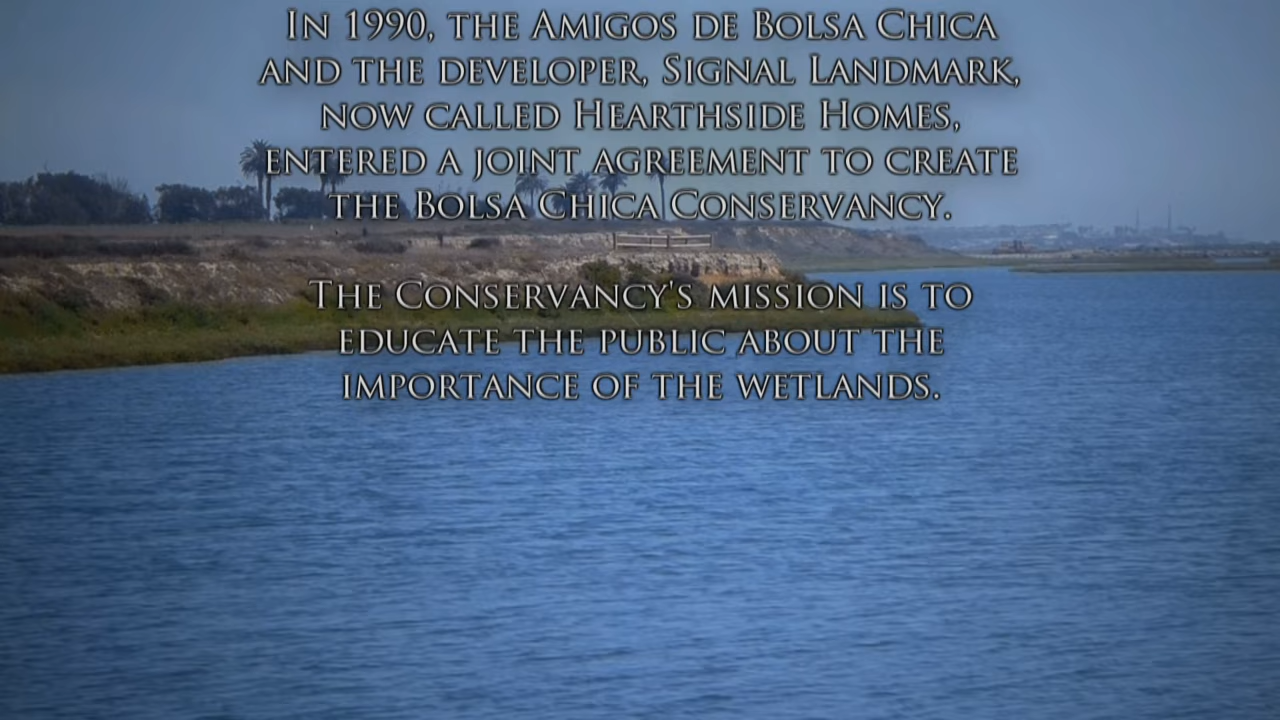 In 1990, the Amigos de Bolsa Chica
and the developer, Signal Landmark,
now called Hearthside Homes,
entered a joint agreement to create
the Bolsa Chica Conservancy.
The Conservancy's mission is to
educate the public about the
importance of the wetlands.